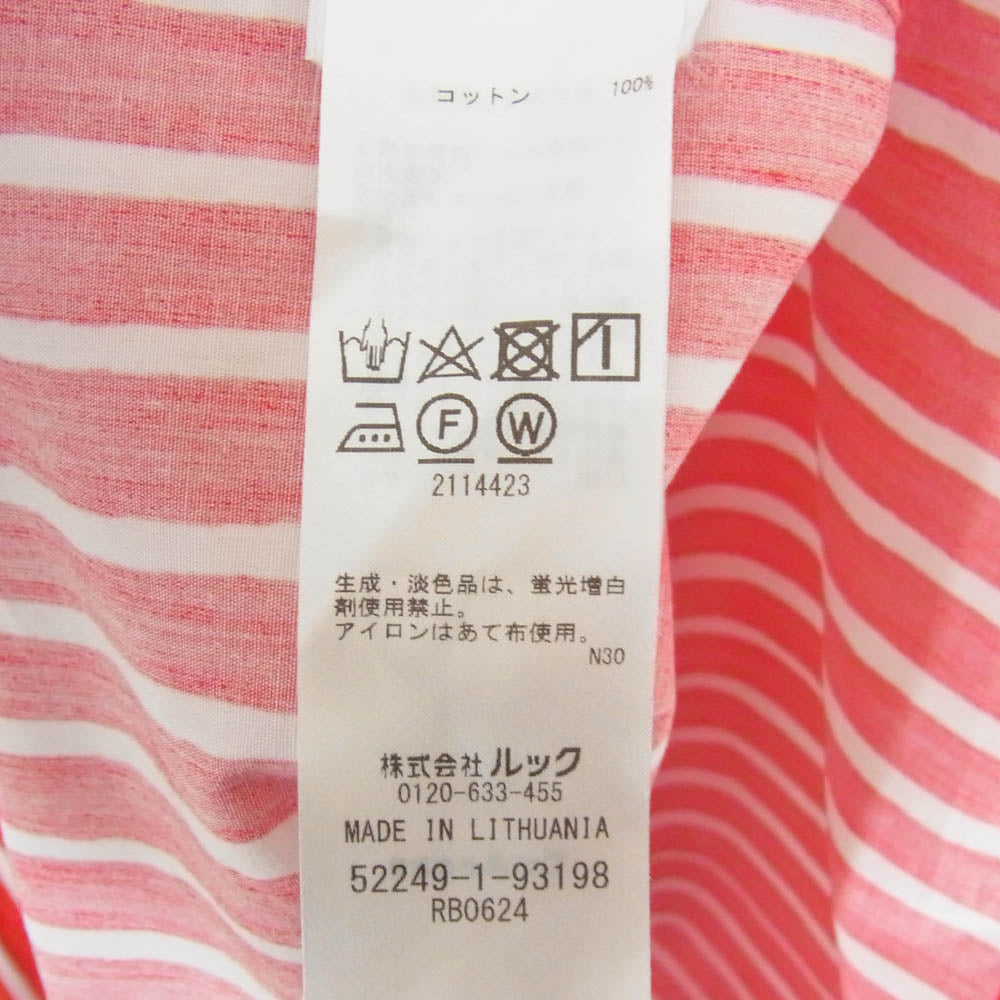 コットン 100%
F W
2114423
生成・淡色品は、蛍光増白
剤使用禁止。
アイロンはあて布使用。
N30
株式会社 ルック
0120-633-455
MADE IN LITHUANIA
52249-1-93198
RB0624